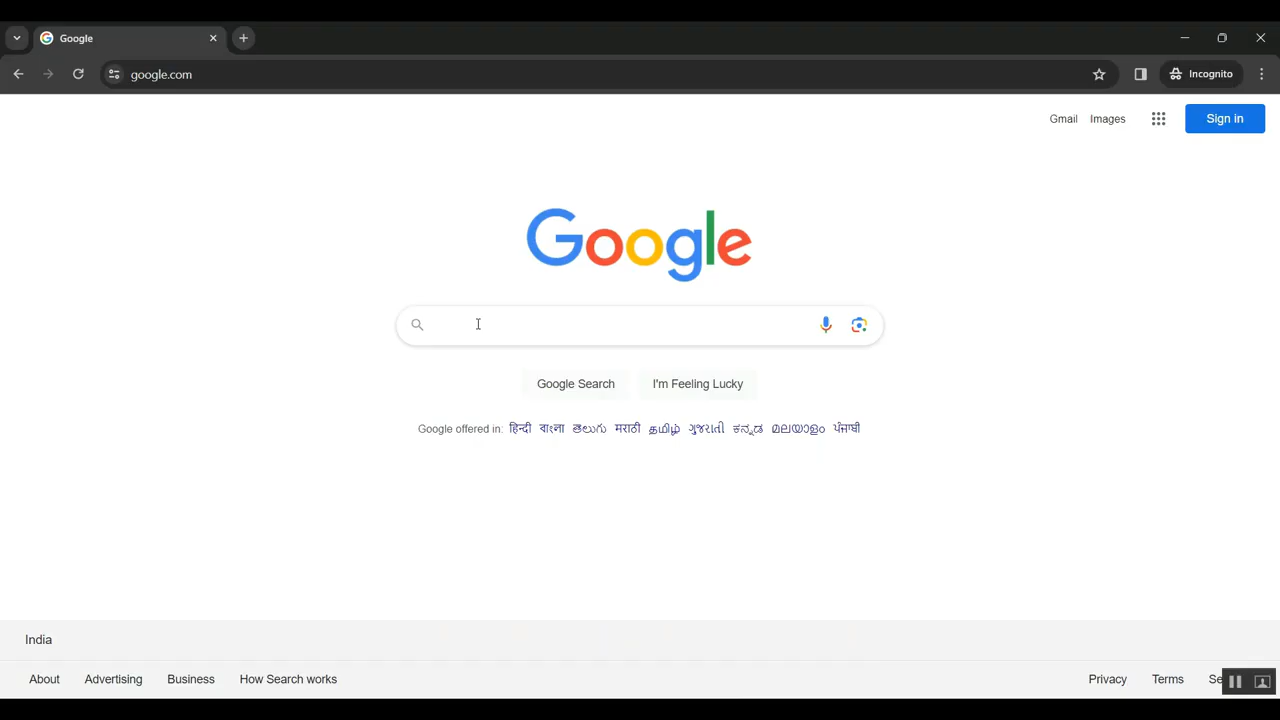 Google
google.com
Incognito
Gmail Images
Sign in
Google
Google Search I'm Feeling Lucky
Google offered in: हिन्दी বাংলা తెలుగు मराठी தமிழ் ગુજરાતી ಕನ್ನಡ മലയാളം ਪੰਜਾਬੀ
India
About Advertising Business How Search works Privacy Terms